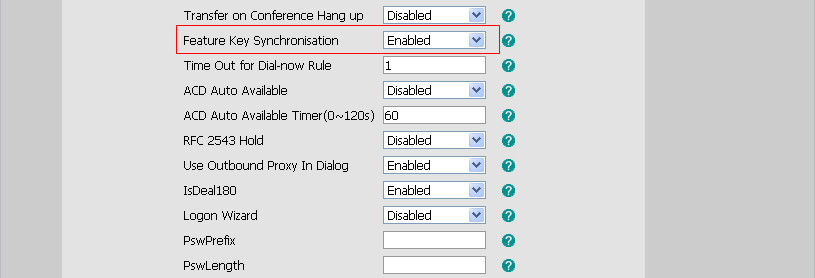 Transfer on Conference Hang up Disabled ?
Feature Key Synchronisation Enabled ?
Time Out for Dial-now Rule 1 ?
ACD Auto Available Disabled ?
ACD Auto Available Timer(0~120s) 60 ?
RFC 2543 Hold Disabled ?
Use Outbound Proxy In Dialog Enabled ?
IsDeal180 Enabled ?
Logon Wizard Disabled ?
PswPrefix ?
PswLength ?